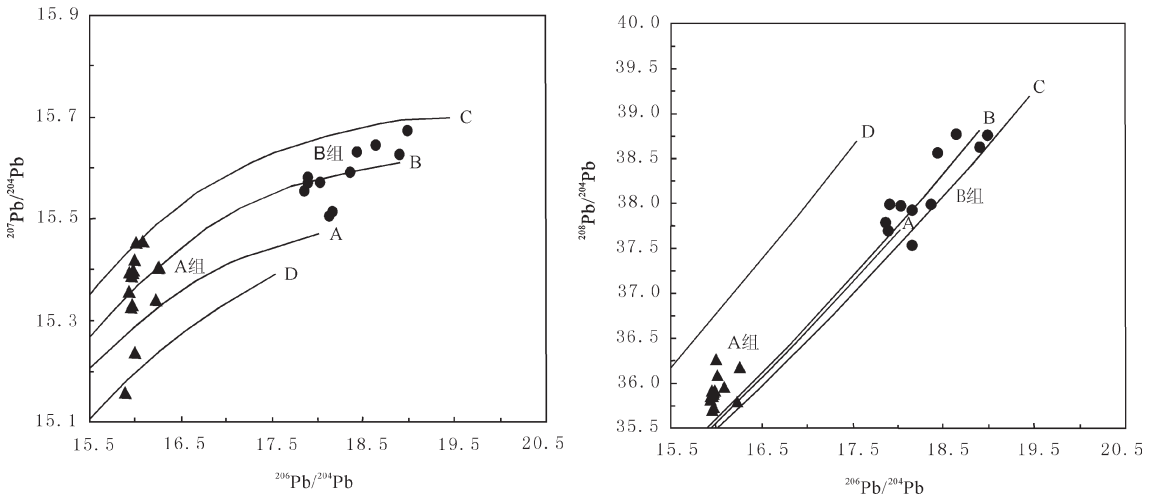 15.9
15.7
15.5
15.3
15.1
²⁰⁷Pb/²⁰⁴Pb
C
B组
B
A
A组
D
15.5 16.5 17.5 18.5 19.5 20.5
²⁰⁶Pb/²⁰⁴Pb
40.0
39.5
39.0
38.5
38.0
37.5
37.0
36.5
36.0
35.5
²⁰⁸Pb/²⁰⁴Pb
C
B
D
B组
A
A组
15.5 16.5 17.5 18.5 19.5 20.5
²⁰⁶Pb/²⁰⁴Pb